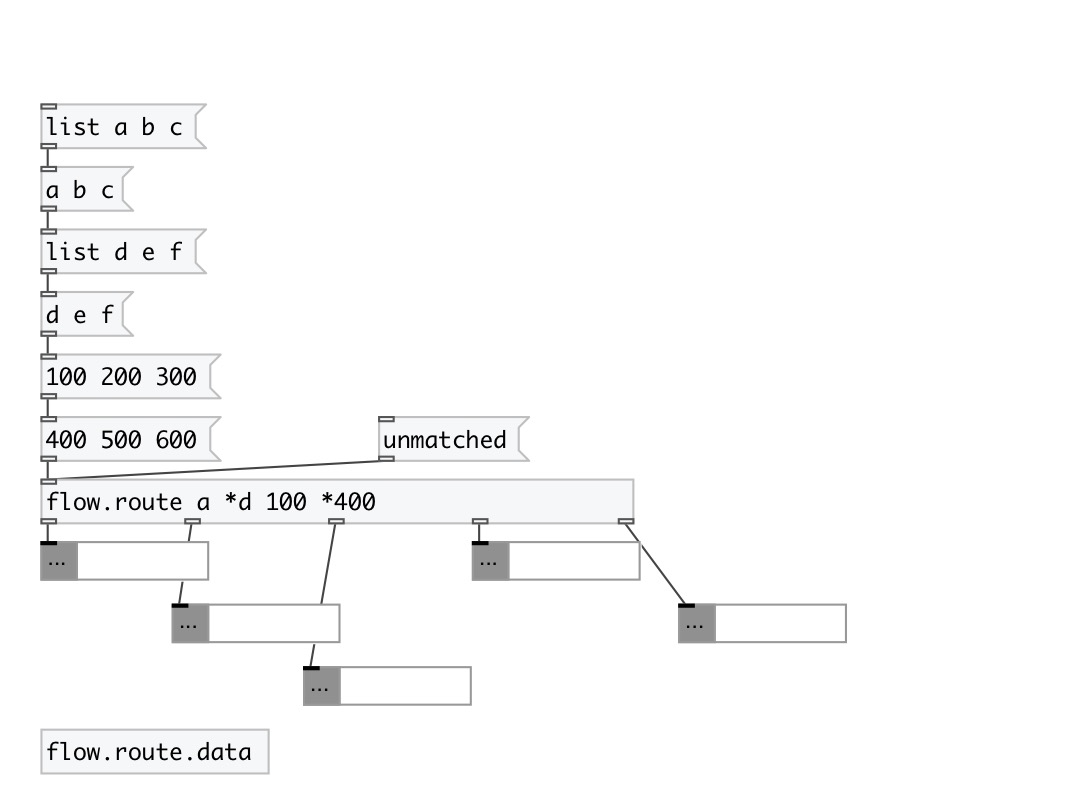 list a b c
a b c
list d e f
d e f
100 200 300
400 500 600
unmatched
flow.route a *d 100 *400
...
...
...
...
...
flow.route.data